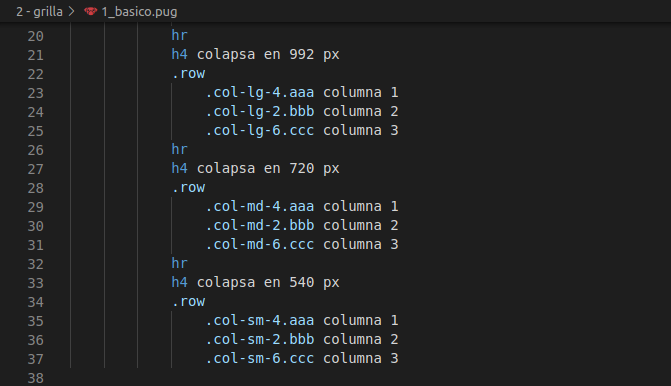 2 - grilla > 1_basico.pug
20 hr
21 h4 colapsa en 992 px
22 .row
23 .col-lg-4.aaa columna 1
24 .col-lg-2.bbb columna 2
25 .col-lg-6.ccc columna 3
26 hr
27 h4 colapsa en 720 px
28 .row
29 .col-md-4.aaa columna 1
30 .col-md-2.bbb columna 2
31 .col-md-6.ccc columna 3
32 hr
33 h4 colapsa en 540 px
34 .row
35 .col-sm-4.aaa columna 1
36 .col-sm-2.bbb columna 2
37 .col-sm-6.ccc columna 3
38